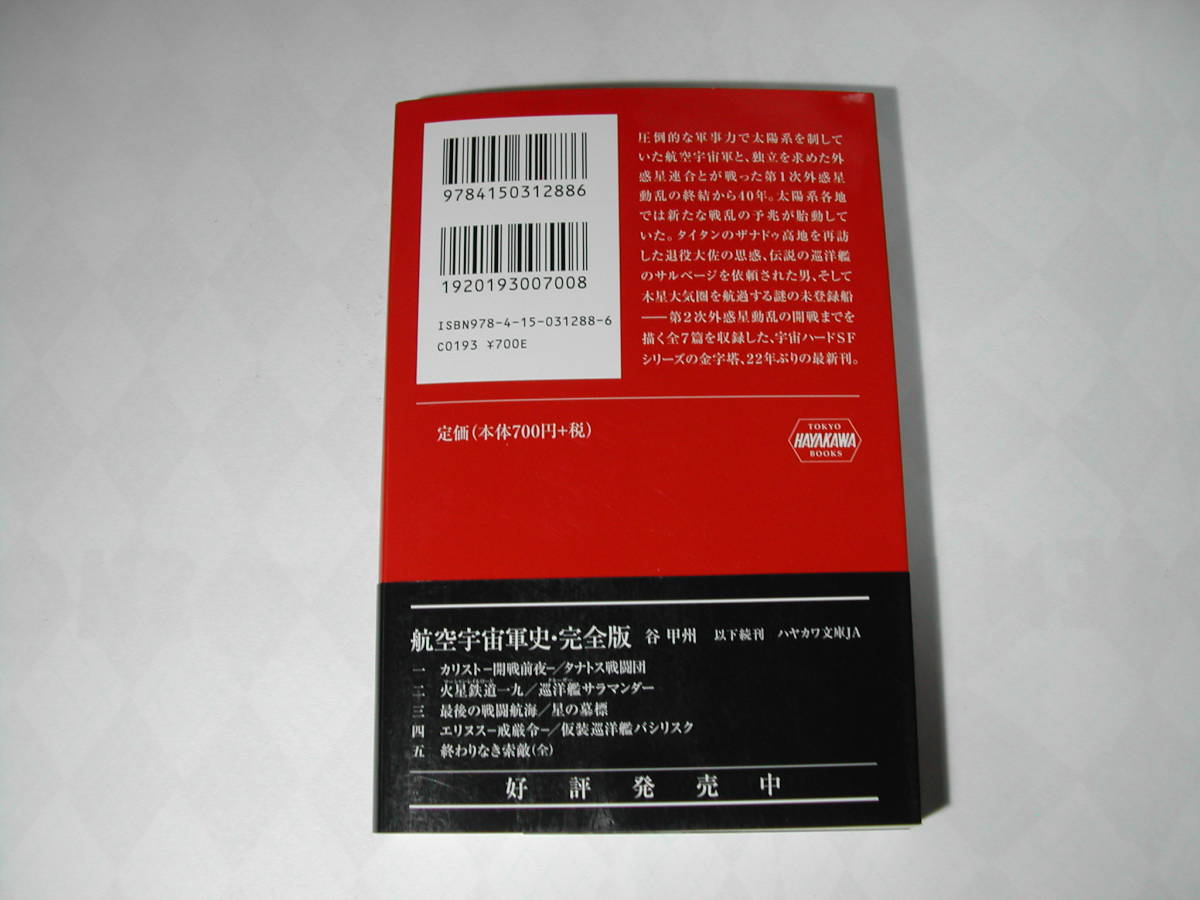 9784150312886
1920193007008
ISBN978-4-15-031288-6
C0193 ¥700E
圧倒的な軍事力で太陽系を制して
いた航空宇宙軍と、独立を求めた外
惑星連合とが戦った第1次外惑星
動乱の終結から40年。太陽系各地
では新たな戦乱の予兆が胎動して
いた。タイタンのザナドゥ高地を再訪
した退役大佐の思惑、伝説の巡洋艦
のサルベージを依頼された男、そして
木星大気圏を航過する謎の未登録船
――第2次外惑星動乱の開戦までを
描く全7篇を収録した、宇宙ハードSF
シリーズの金字塔、22年ぶりの最新刊。
定価(本体700円+税)
TOKYO
HAYAKAWA
BOOKS
航空宇宙軍史・完全版 谷 甲州 以下続刊 ハヤカワ文庫JA
一 カリスト－開戦前夜－／タナトス戦闘団
二 火星鉄道一九／巡洋艦サラマンダー
三 最後の戦闘航海／星の墓標
四 エリヌス－戒厳令－／仮装巡洋艦バシリスク
五 終わりなき索敵(全)
好評発売中